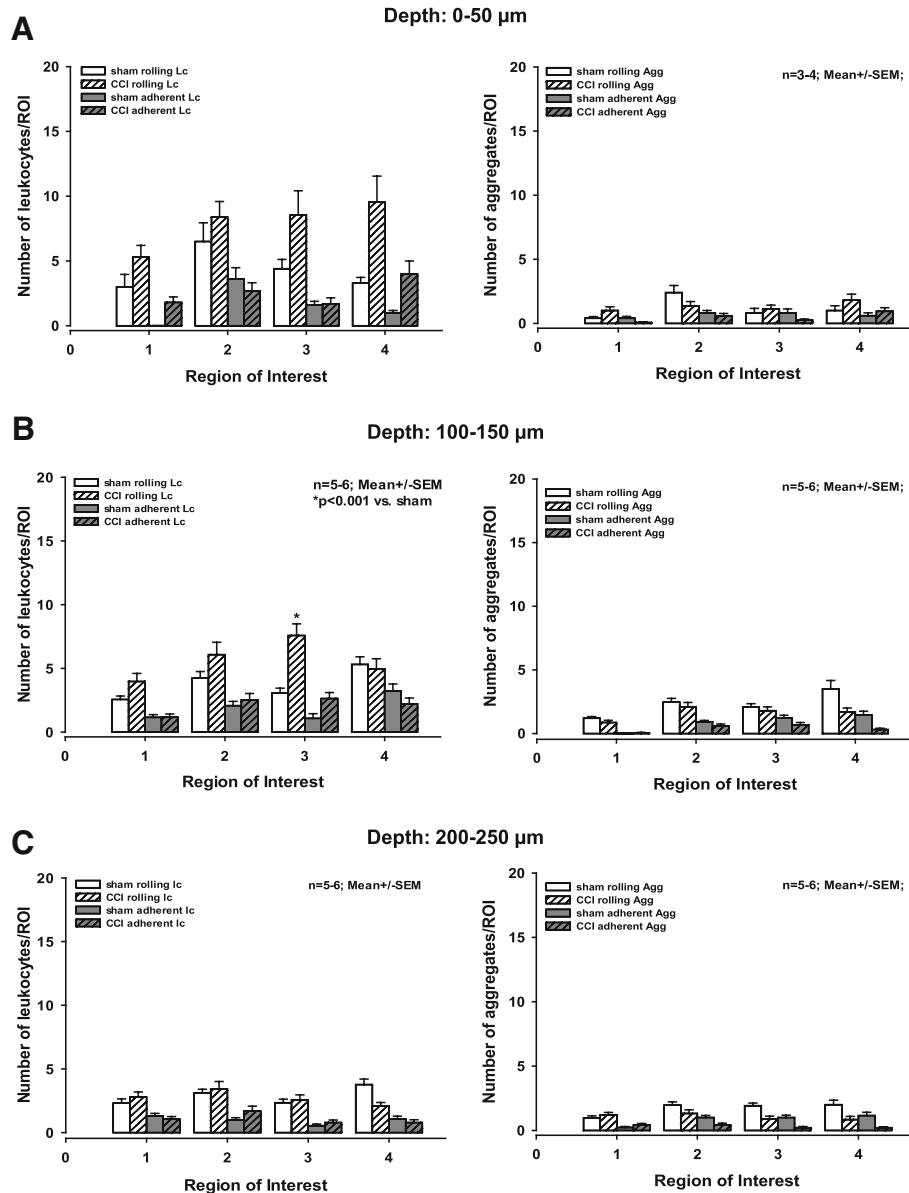 A
Depth: 0-50 µm
sham rolling Lc
CCI rolling Lc
sham adherent Lc
CCI adherent Lc
Number of leukocytes/ROI
20
15
10
5
0
0 1 2 3 4
Region of Interest
sham rolling Agg
CCI rolling Agg
sham adherent Agg
CCI adherent Agg
n=3-4; Mean+/-SEM;
Number of aggregates/ROI
20
15
10
5
0
0 1 2 3 4
Region of Interest
B
Depth: 100-150 µm
sham rolling Lc
CCI rolling Lc
sham adherent Lc
CCI adherent Lc
n=5-6; Mean+/-SEM
*p<0.001 vs. sham
*
Number of leukocytes/ROI
20
15
10
5
0
0 1 2 3 4
Region of Interest
sham rolling Agg
CCI rolling Agg
sham adherent Agg
CCI adherent Agg
n=5-6; Mean+/-SEM;
Number of aggregates/ROI
20
15
10
5
0
0 1 2 3 4
Region of Interest
C
Depth: 200-250 µm
sham rolling lc
CCI rolling lc
sham adherent lc
CCI adherent lc
n=5-6; Mean+/-SEM
Number of leukocytes/ROI
20
15
10
5
0
0 1 2 3 4
Region of Interest
sham rolling Agg
CCI rolling Agg
sham adherent Agg
CCI adherent Agg
n=5-6; Mean+/-SEM;
Number of aggregates/ROI
20
15
10
5
0
0 1 2 3 4
Region of Interest